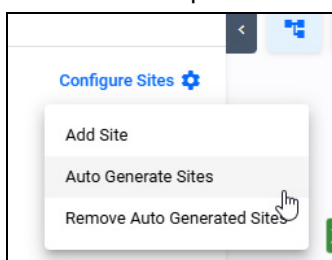 Configure Sites
Add Site
Auto Generate Sites
Remove Auto Generated Sites